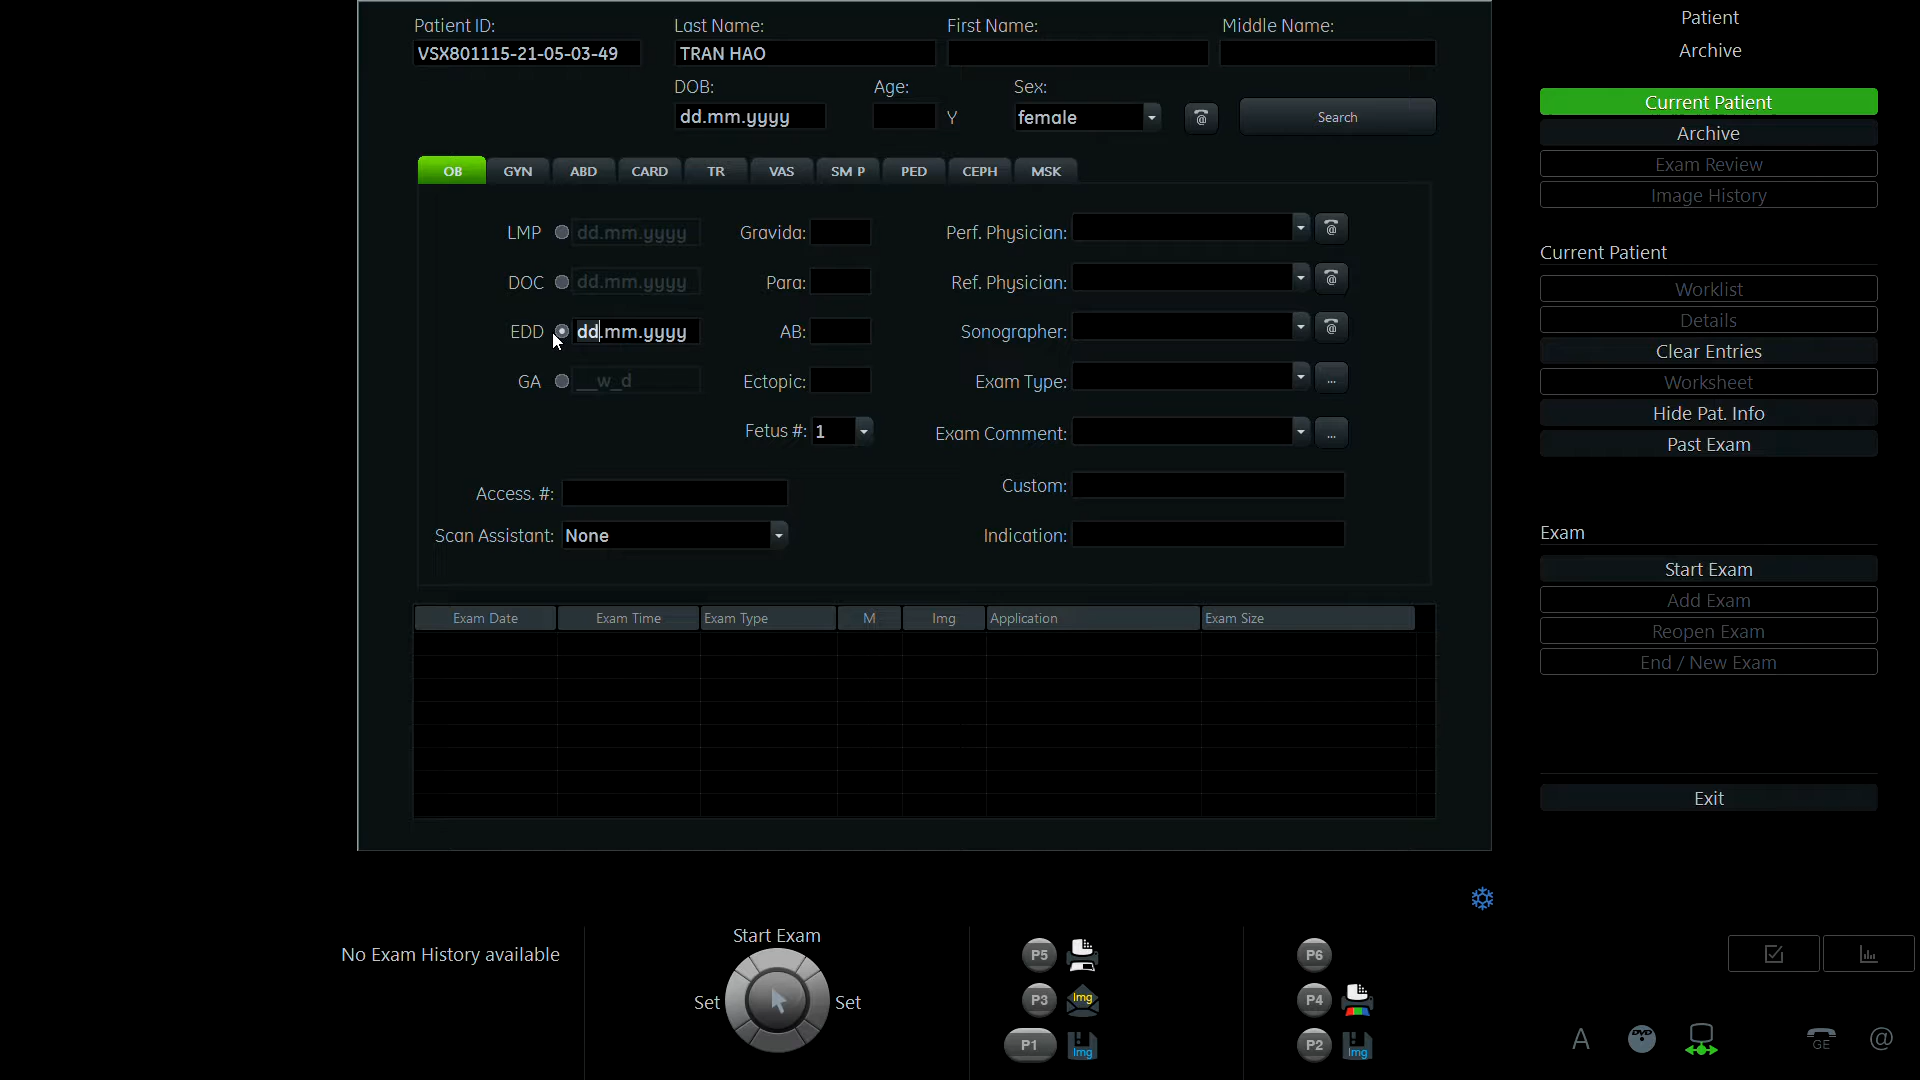 Patient ID: Last Name: First Name: Middle Name:
VSX801115-21-05-03-49 TRAN HAO
DOB: Age: Sex:
dd.mm.yyyy Y female @ Search
OB GYN ABD CARD TR VAS SM P PED CEPH MSK
LMP dd.mm.yyyy Gravida: Perf. Physician: @
DOC dd.mm.yyyy Para: Ref. Physician: @
EDD dd.mm.yyyy AB: Sonographer: @
GA __w_d Ectopic: Exam Type: ...
Fetus #: 1 Exam Comment: ...
Access. #: Custom:
Scan Assistant: None Indication:
Exam Date Exam Time Exam Type M Img Application Exam Size
Patient
Archive
Current Patient
Archive
Exam Review
Image History
Current Patient
Worklist
Details
Clear Entries
Worksheet
Hide Pat. Info
Past Exam
Exam
Start Exam
Add Exam
Reopen Exam
End / New Exam
Exit
No Exam History available
Start Exam
Set Set
P5
P3 Img
P1 Img
P6
P4
P2 Img
A DVD GE @